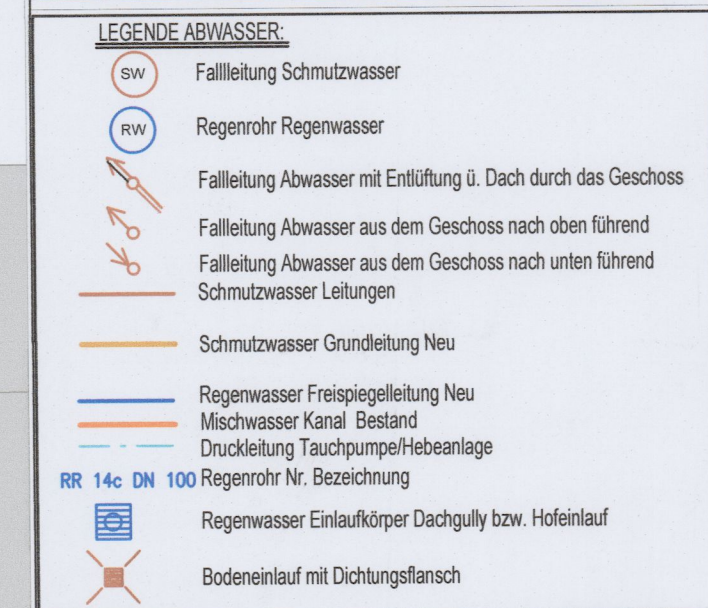 LEGENDE ABWASSER:
SW Falllleitung Schmutzwasser
RW Regenrohr Regenwasser
Fallleitung Abwasser mit Entlüftung ü. Dach durch das Geschoss
Fallleitung Abwasser aus dem Geschoss nach oben führend
Fallleitung Abwasser aus dem Geschoss nach unten führend
Schmutzwasser Leitungen
Schmutzwasser Grundleitung Neu
Regenwasser Freispiegelleitung Neu
Mischwasser Kanal Bestand
Druckleitung Tauchpumpe/Hebeanlage
RR 14c DN 100 Regenrohr Nr. Bezeichnung
Regenwasser Einlaufkörper Dachgully bzw. Hofeinlauf
Bodeneinlauf mit Dichtungsflansch